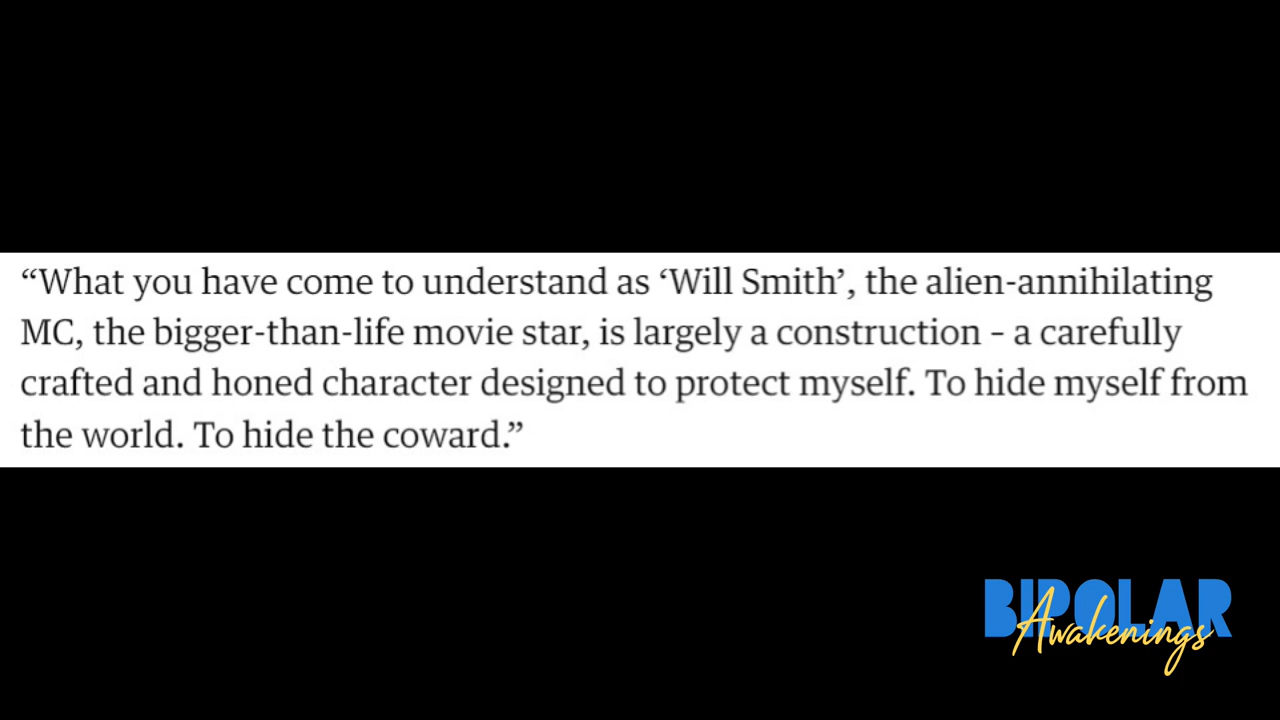 “What you have come to understand as ‘Will Smith’, the alien-annihilating
MC, the bigger-than-life movie star, is largely a construction – a carefully
crafted and honed character designed to protect myself. To hide myself from
the world. To hide the coward.”
BIPOLAR
Awakenings